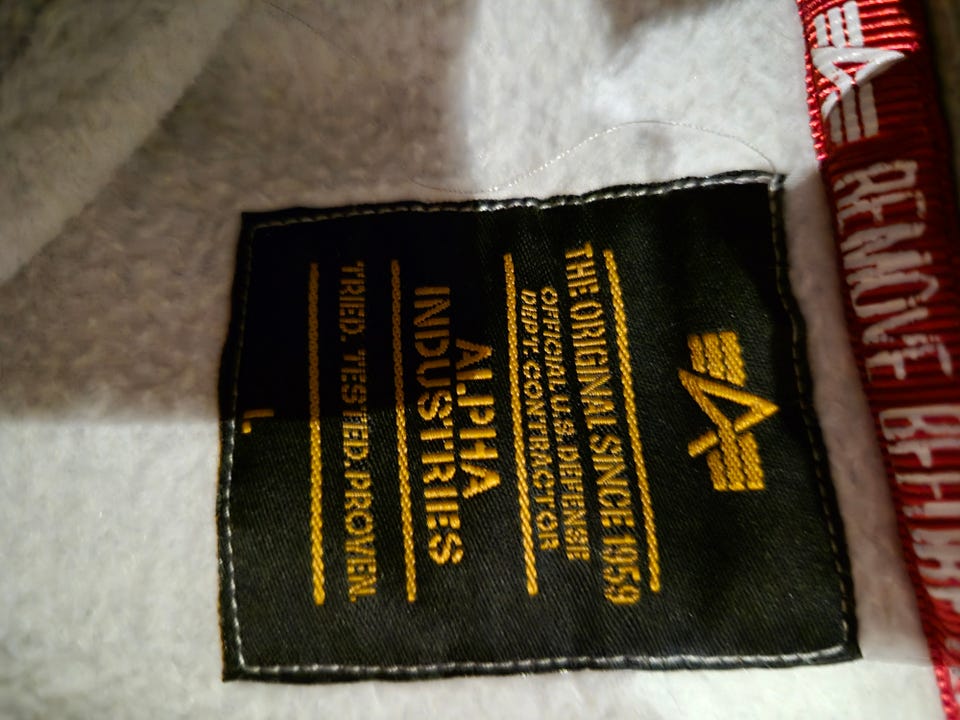 THE ORIGINAL SINCE 1959
OFFICIAL U.S. DEFENSE
DEPT. CONTRACTOR
ALPHA
INDUSTRIES
TRIED. TESTED. PROVEN.
L
REMOVE BEFORE